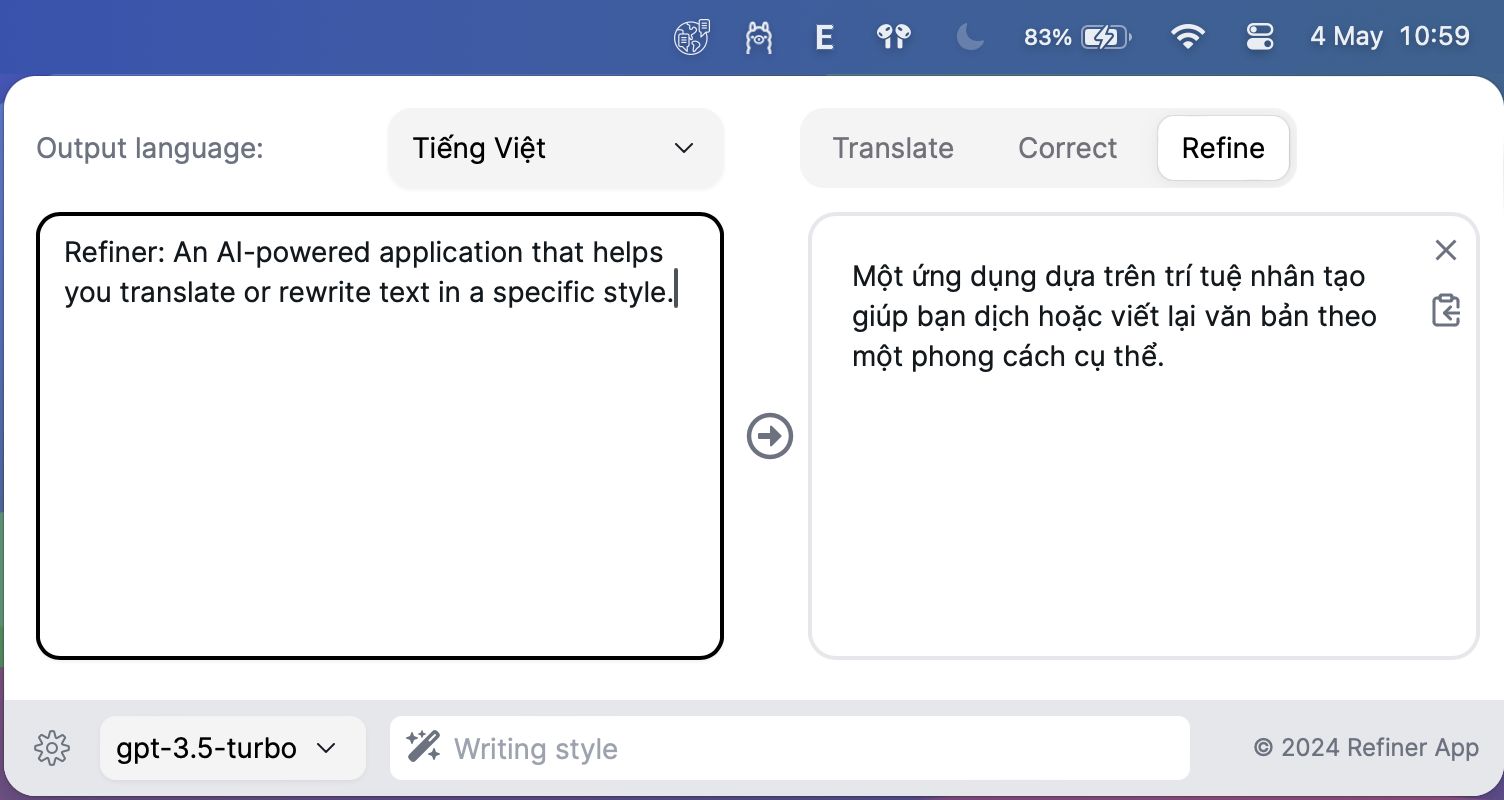 E
83%
4 May 10:59
Output language:
Tiếng Việt
Translate
Correct
Refine
Refiner: An AI-powered application that helps
you translate or rewrite text in a specific style.
Một ứng dụng dựa trên trí tuệ nhân tạo
giúp bạn dịch hoặc viết lại văn bản theo
một phong cách cụ thể.
gpt-3.5-turbo
Writing style
© 2024 Refiner App